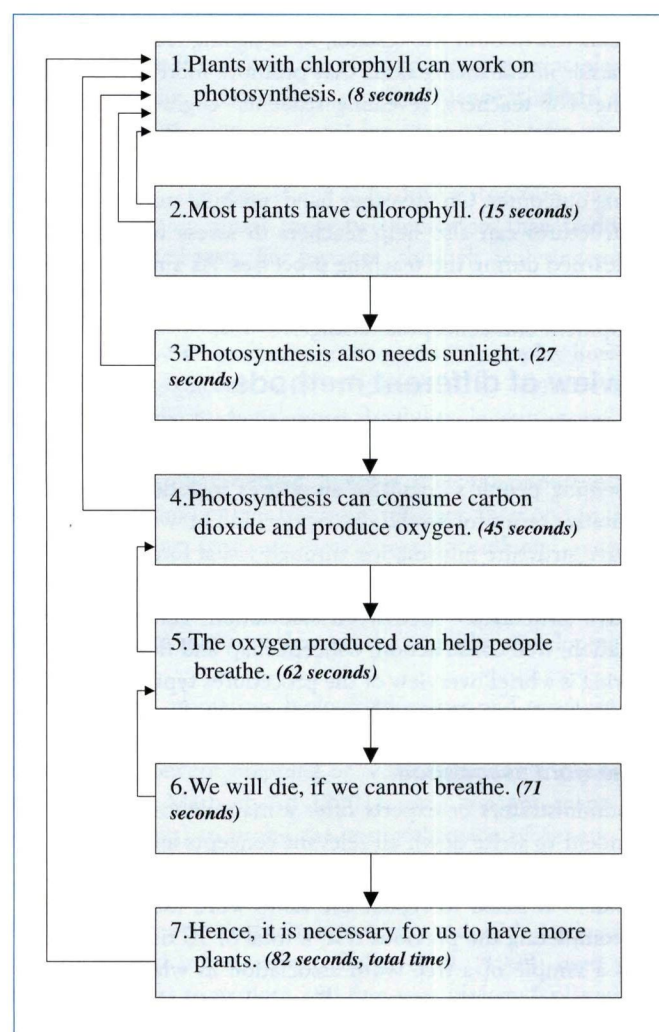 1.Plants with chlorophyll can work on
photosynthesis. (8 seconds)
2.Most plants have chlorophyll. (15 seconds)
3.Photosynthesis also needs sunlight. (27
seconds)
4.Photosynthesis can consume carbon
dioxide and produce oxygen. (45 seconds)
5.The oxygen produced can help people
breathe. (62 seconds)
6.We will die, if we cannot breathe. (71
seconds)
7.Hence, it is necessary for us to have more
plants. (82 seconds, total time)